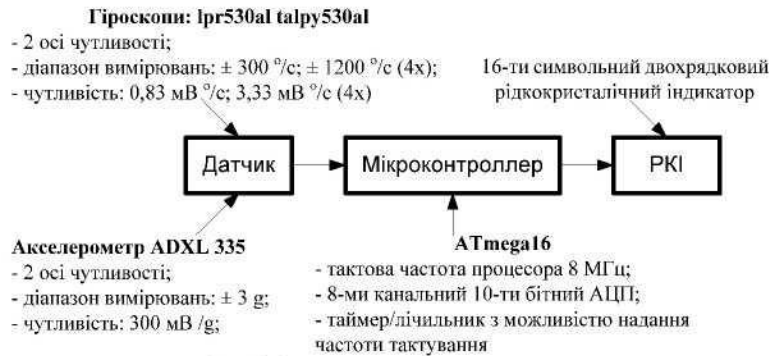 Гіроскопи: lpr530al talpy530al
- 2 осі чутливості;
- діапазон вимірювань: ± 300 °/с; ± 1200 °/с (4x);
- чутливість: 0,83 мВ °/с; 3,33 мВ °/с (4x)
16-ти символьний двохрядковий
рідкокристалічний індикатор
Датчик
Мікроконтроллер
РКІ
Акселерометр ADXL 335
- 2 осі чутливості;
- діапазон вимірювань: ± 3 g;
- чутливість: 300 мВ /g;
ATmega16
- тактова частота процесора 8 МГц;
- 8-ми канальний 10-ти бітний АЦП;
- таймер/лічильник з можливістю надання
частоти тактування